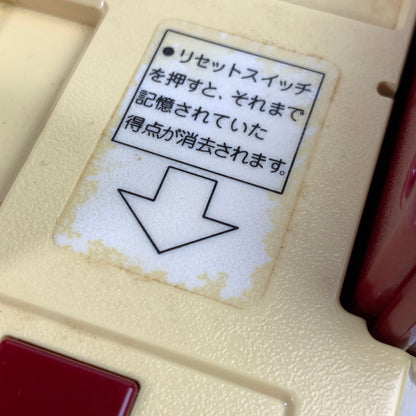 ●リセットスイッチ
を押すと、それまで
記憶されていた
得点が消去されます。